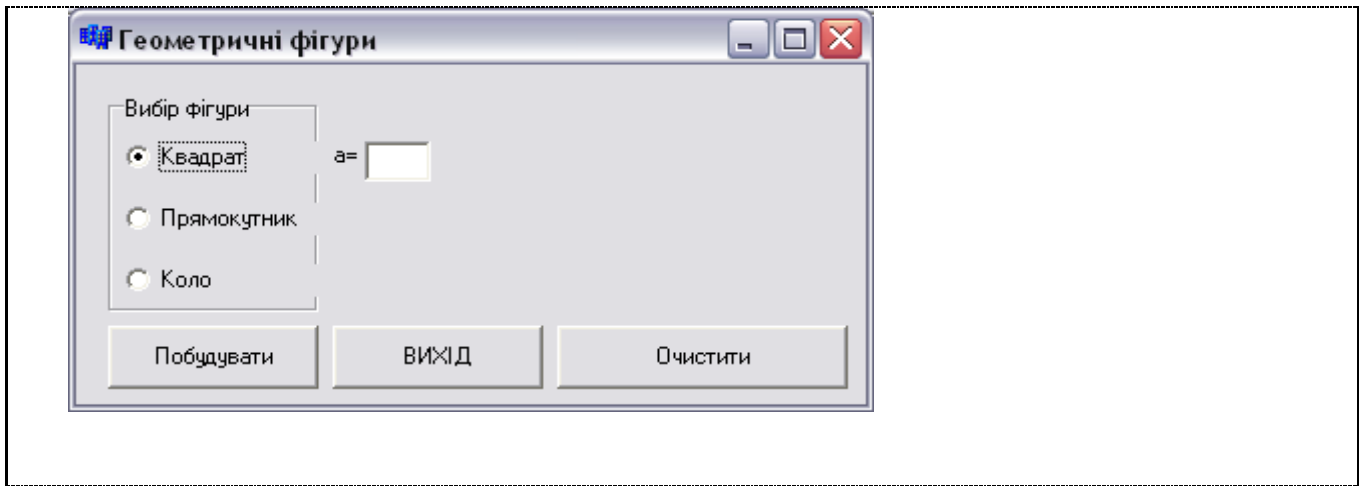 Геометричні фігури
Вибір фігури
Квадрат a=
Прямокутник
Коло
Побудувати ВИХІД Очистити